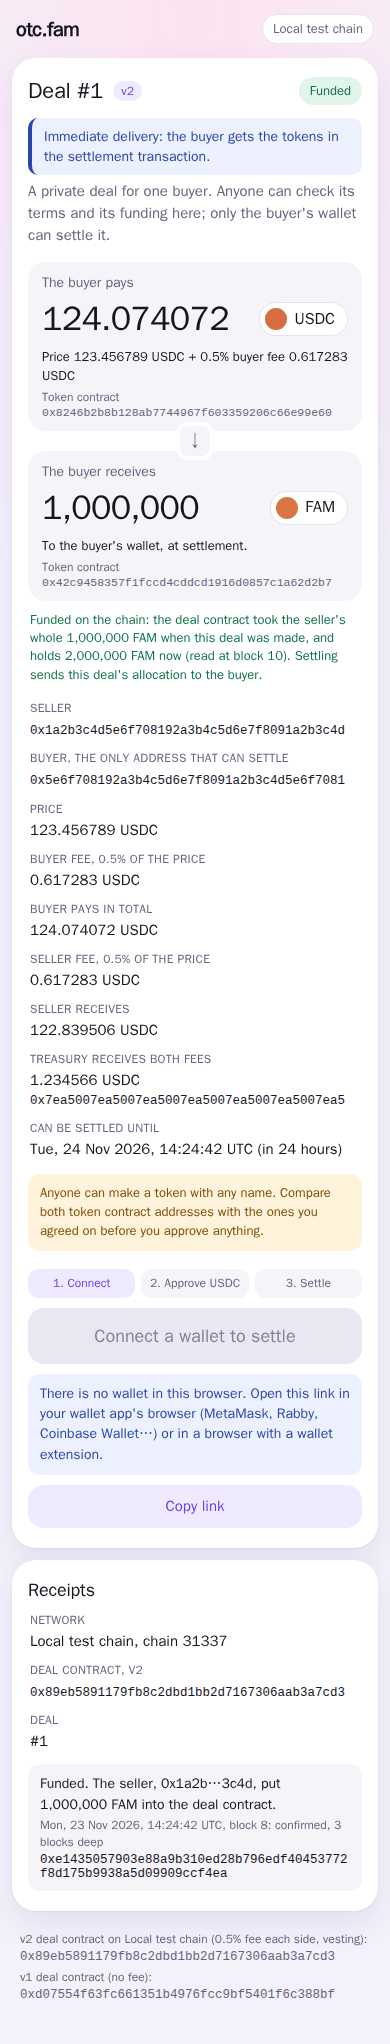 otc.fam
Local test chain
Deal #1 v2
Funded
Immediate delivery: the buyer gets the tokens in
the settlement transaction.
A private deal for one buyer. Anyone can check its
terms and its funding here; only the buyer's wallet
can settle it.
The buyer pays
124.074072
USDC
Price 123.456789 USDC + 0.5% buyer fee 0.617283
USDC
Token contract
0x8246b2b8b128ab7744967f603359206c66e99e60
↓
The buyer receives
1,000,000
FAM
To the buyer's wallet, at settlement.
Token contract
0x42c9458357f1fccd4cddcd1916d0857c1a62d2b7
Funded on the chain: the deal contract took the seller's
whole 1,000,000 FAM when this deal was made, and
holds 2,000,000 FAM now (read at block 10). Settling
sends this deal's allocation to the buyer.
SELLER
0x1a2b3c4d5e6f708192a3b4c5d6e7f8091a2b3c4d
BUYER, THE ONLY ADDRESS THAT CAN SETTLE
0x5e6f708192a3b4c5d6e7f8091a2b3c4d5e6f7081
PRICE
123.456789 USDC
BUYER FEE, 0.5% OF THE PRICE
0.617283 USDC
BUYER PAYS IN TOTAL
124.074072 USDC
SELLER FEE, 0.5% OF THE PRICE
0.617283 USDC
SELLER RECEIVES
122.839506 USDC
TREASURY RECEIVES BOTH FEES
1.234566 USDC
0x7ea5007ea5007ea5007ea5007ea5007ea5007ea5
CAN BE SETTLED UNTIL
Tue, 24 Nov 2026, 14:24:42 UTC (in 24 hours)
Anyone can make a token with any name. Compare
both token contract addresses with the ones you
agreed on before you approve anything.
1. Connect
2. Approve USDC
3. Settle
Connect a wallet to settle
There is no wallet in this browser. Open this link in
your wallet app's browser (MetaMask, Rabby,
Coinbase Wallet…) or in a browser with a wallet
extension.
Copy link
Receipts
NETWORK
Local test chain, chain 31337
DEAL CONTRACT, V2
0x89eb5891179fb8c2dbd1bb2d7167306aab3a7cd3
DEAL
#1
Funded. The seller, 0x1a2b…3c4d, put
1,000,000 FAM into the deal contract.
Mon, 23 Nov 2026, 14:24:42 UTC, block 8: confirmed, 3
blocks deep
0xe1435057903e88a9b310ed28b796edf40453772
f8d175b9938a5d09909ccf4ea
v2 deal contract on Local test chain (0.5% fee each side, vesting):
0x89eb5891179fb8c2dbd1bb2d7167306aab3a7cd3
v1 deal contract (no fee):
0xd07554f63fc661351b4976fcc9bf5401f6c388bf